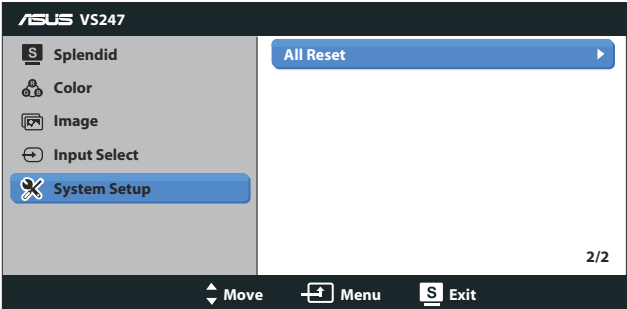 ASUS VS247
S Splendid
R G B Color
Image
Input Select
System Setup
All Reset
2/2
Move Menu S Exit